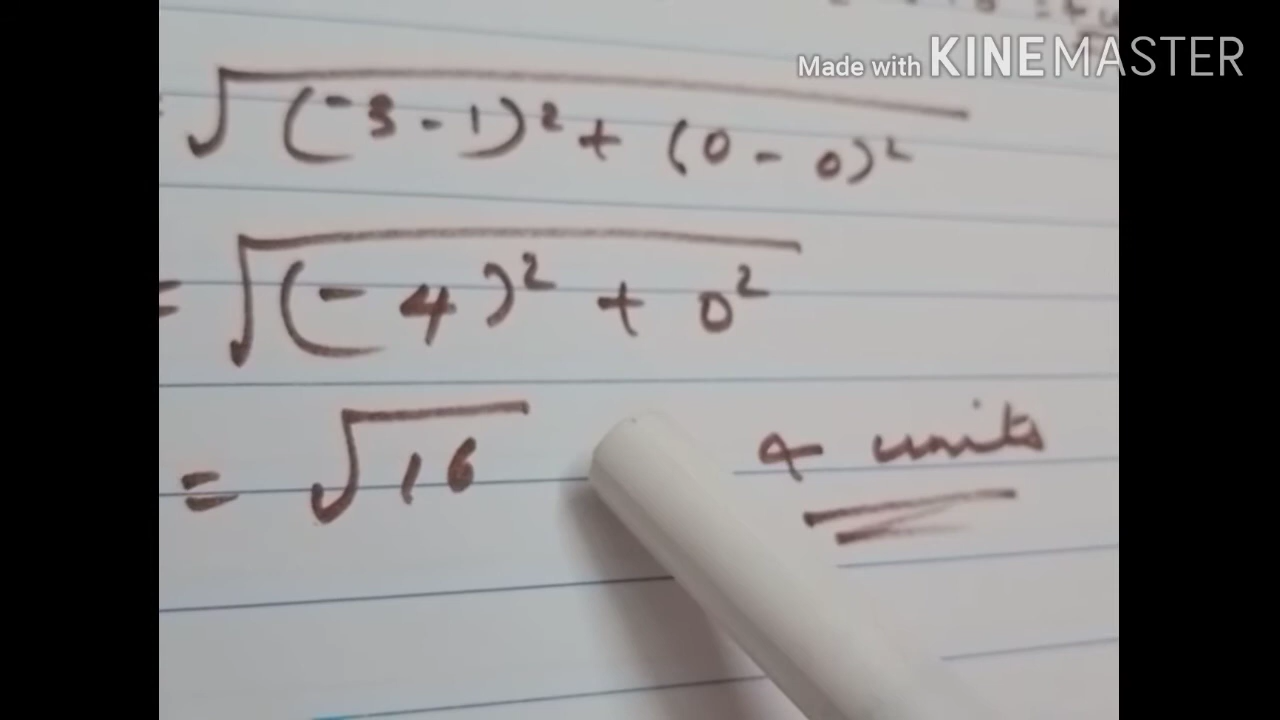 Made with KINEMASTER
√(-3 - 1)² + (0 - 0)²
= √(- 4)² + 0²
= √16 4 units